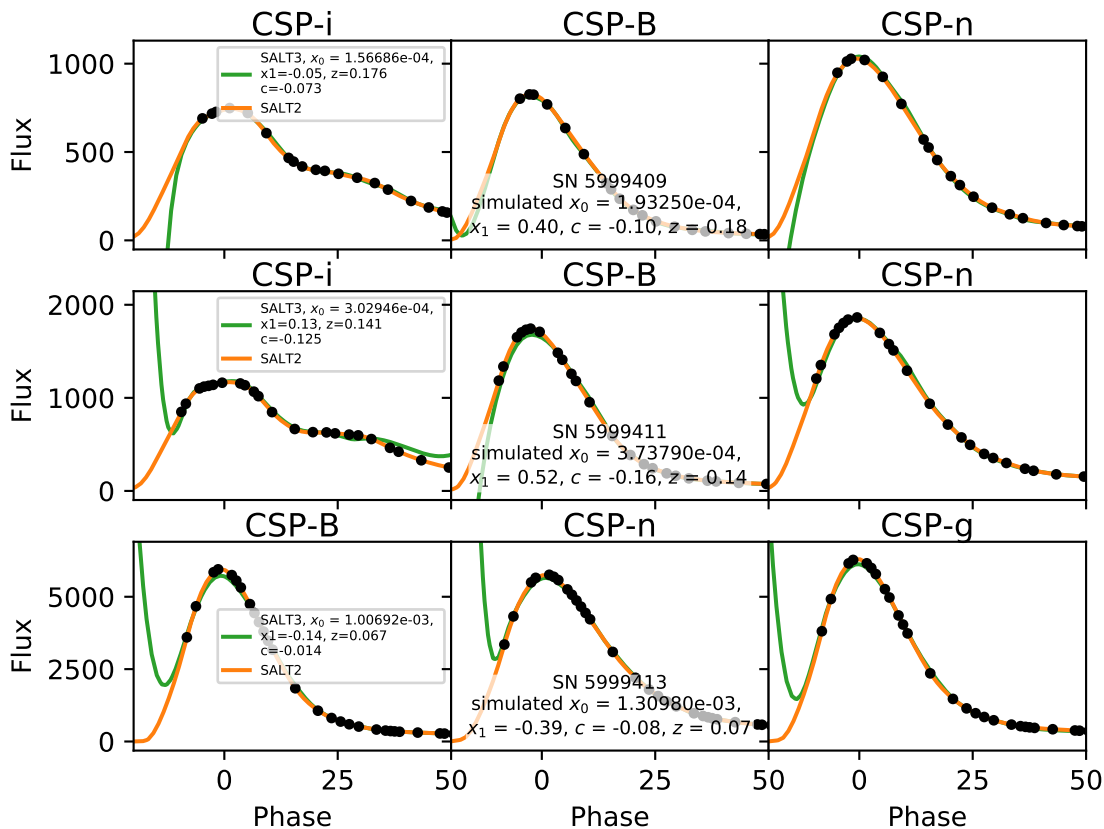 CSP-i
CSP-B
CSP-n
Flux
1000
500
0
SALT3, x₀ = 1.56686e-04,
x1=-0.05, z=0.176
c=-0.073
SALT2
SN 5999409
simulated x₀ = 1.93250e-04,
x₁ = 0.40, c = -0.10, z = 0.18
CSP-i
CSP-B
CSP-n
Flux
2000
1000
0
SALT3, x₀ = 3.02946e-04,
x1=0.13, z=0.141
c=-0.125
SALT2
SN 5999411
simulated x₀ = 3.73790e-04,
x₁ = 0.52, c = -0.16, z = 0.14
CSP-B
CSP-n
CSP-g
Flux
5000
2500
0
SALT3, x₀ = 1.00692e-03,
x1=-0.14, z=0.067
c=-0.014
SALT2
SN 5999413
simulated x₀ = 1.30980e-03,
x₁ = -0.39, c = -0.08, z = 0.07
0 25 50 0 25 50 0 25 50
Phase Phase Phase